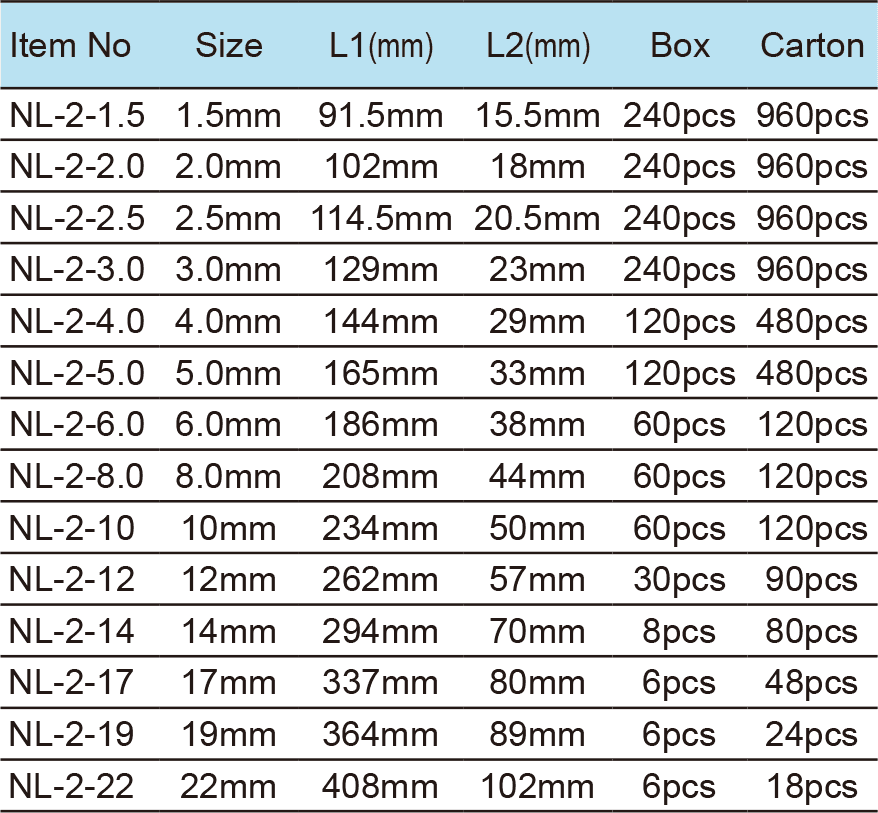 Item No Size L1(mm) L2(mm) Box Carton
NL-2-1.5 1.5mm 91.5mm 15.5mm 240pcs 960pcs
NL-2-2.0 2.0mm 102mm 18mm 240pcs 960pcs
NL-2-2.5 2.5mm 114.5mm 20.5mm 240pcs 960pcs
NL-2-3.0 3.0mm 129mm 23mm 240pcs 960pcs
NL-2-4.0 4.0mm 144mm 29mm 120pcs 480pcs
NL-2-5.0 5.0mm 165mm 33mm 120pcs 480pcs
NL-2-6.0 6.0mm 186mm 38mm 60pcs 120pcs
NL-2-8.0 8.0mm 208mm 44mm 60pcs 120pcs
NL-2-10 10mm 234mm 50mm 60pcs 120pcs
NL-2-12 12mm 262mm 57mm 30pcs 90pcs
NL-2-14 14mm 294mm 70mm 8pcs 80pcs
NL-2-17 17mm 337mm 80mm 6pcs 48pcs
NL-2-19 19mm 364mm 89mm 6pcs 24pcs
NL-2-22 22mm 408mm 102mm 6pcs 18pcs